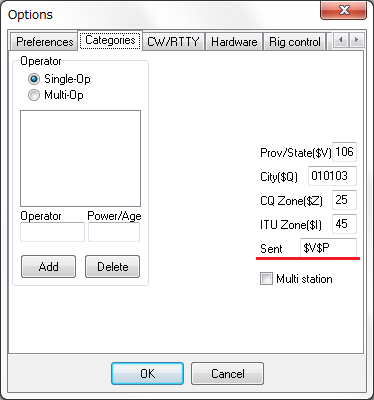 Options
Preferences Categories CW/RTTY Hardware Rig control
Operator
Single-Op
Multi-Op
Operator Power/Age
Add Delete
Prov/State($V) 106
City($Q) 010103
CQ Zone($Z) 25
ITU Zone($I) 45
Sent $V$P
Multi station
OK Cancel